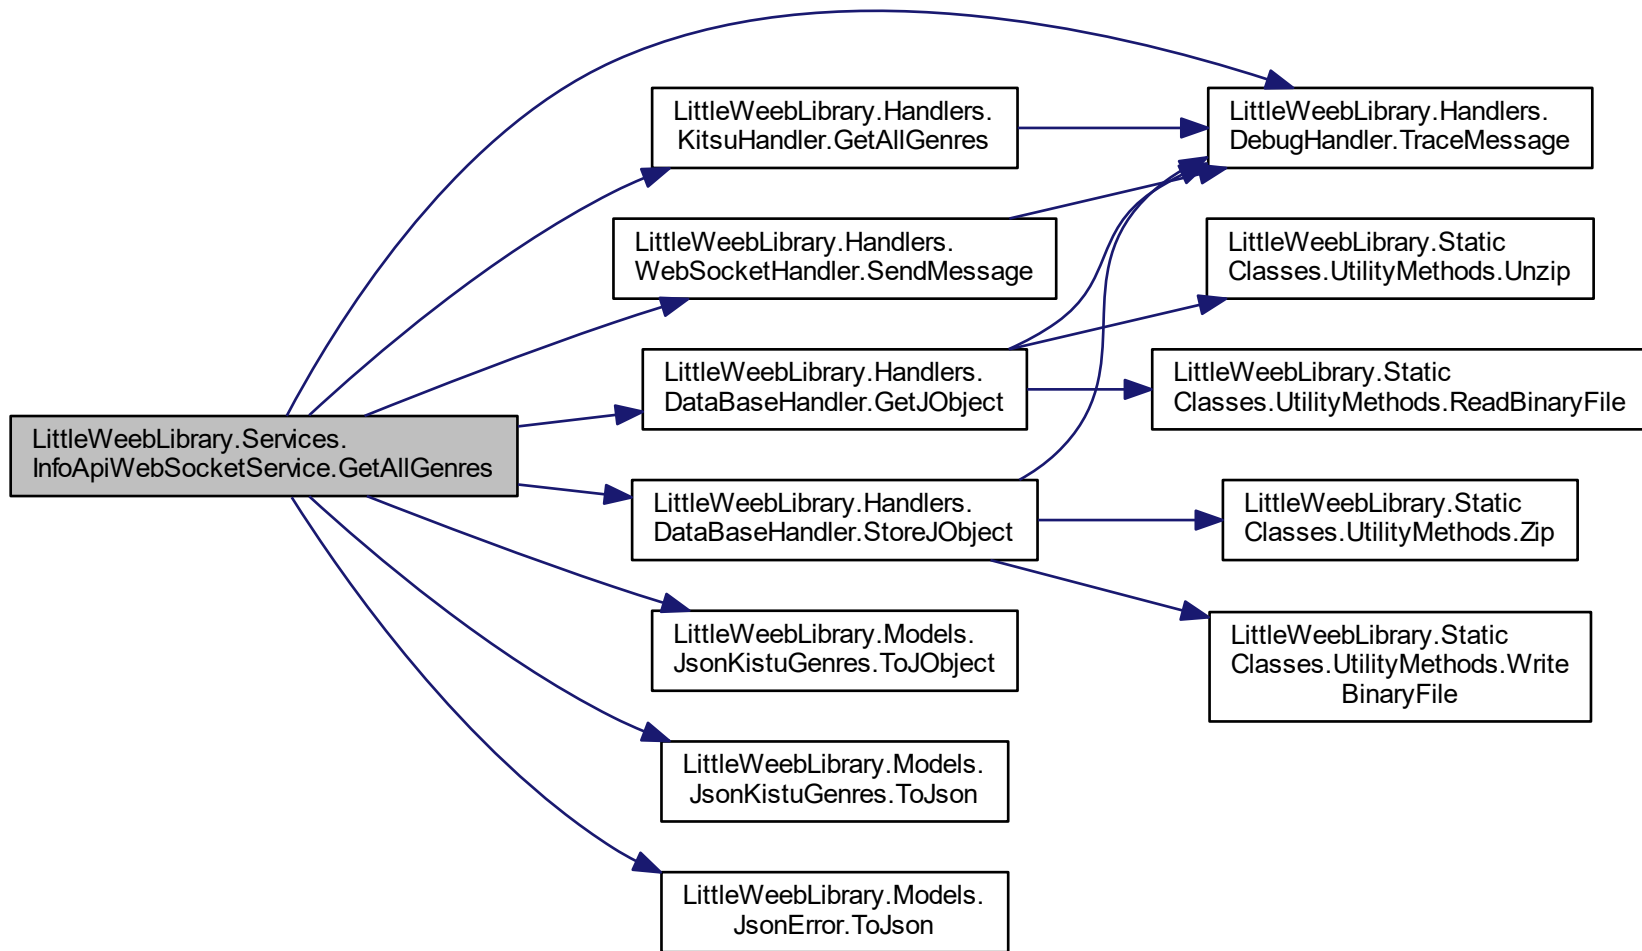 LittleWeebLibrary.Handlers.
KitsuHandler.GetAllGenres
LittleWeebLibrary.Handlers.
DebugHandler.TraceMessage
LittleWeebLibrary.Handlers.
WebSocketHandler.SendMessage
LittleWeebLibrary.Static
Classes.UtilityMethods.Unzip
LittleWeebLibrary.Handlers.
DataBaseHandler.GetJObject
LittleWeebLibrary.Static
Classes.UtilityMethods.ReadBinaryFile
LittleWeebLibrary.Services.
InfoApiWebSocketService.GetAllGenres
LittleWeebLibrary.Handlers.
DataBaseHandler.StoreJObject
LittleWeebLibrary.Static
Classes.UtilityMethods.Zip
LittleWeebLibrary.Models.
JsonKistuGenres.ToJObject
LittleWeebLibrary.Static
Classes.UtilityMethods.Write
BinaryFile
LittleWeebLibrary.Models.
JsonKistuGenres.ToJson
LittleWeebLibrary.Models.
JsonError.ToJson